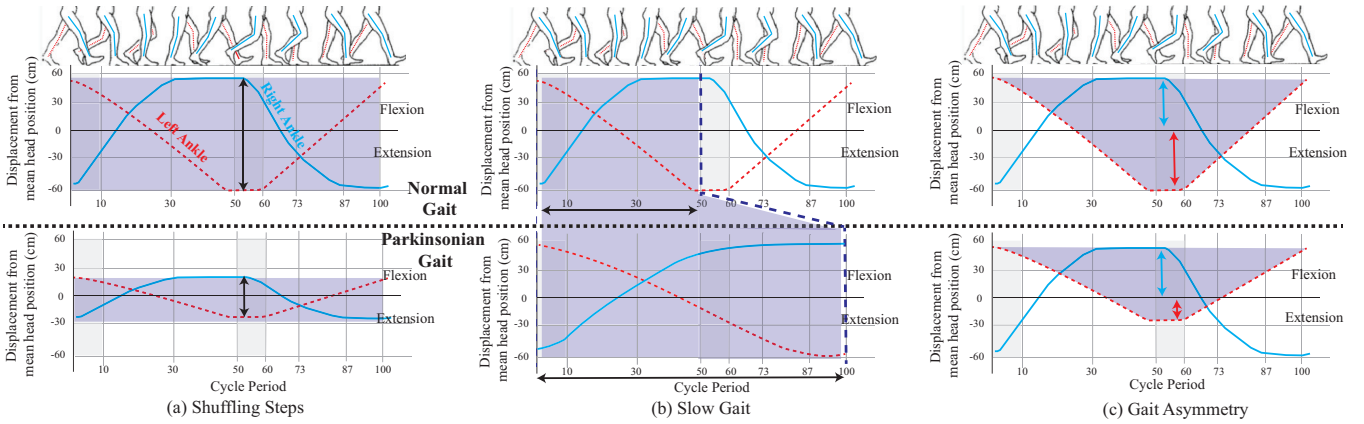 Displacement from
mean head position (cm)
60
30
0
-30
-60
Left Ankle
Right Ankle
Flexion
Extension
10
30
50
60
73
87
100
Normal
Gait
Displacement from
mean head position (cm)
60
30
0
-30
-60
Parkinsonian
Gait
Flexion
Extension
10
30
50
60
73
87
100
Cycle Period
(a) Shuffling Steps
Displacement from
mean head position (cm)
60
30
0
-30
-60
Flexion
Extension
10
30
50
60
73
87
100
Displacement from
mean head position (cm)
60
30
0
-30
-60
Flexion
Extension
10
30
50
60
73
87
100
Cycle Period
(b) Slow Gait
Displacement from
mean head position (cm)
60
30
0
-30
-60
Flexion
Extension
10
30
50
60
73
87
100
Displacement from
mean head position (cm)
60
30
0
-30
-60
Flexion
Extension
10
30
50
60
73
87
100
Cycle Period
(c) Gait Asymmetry